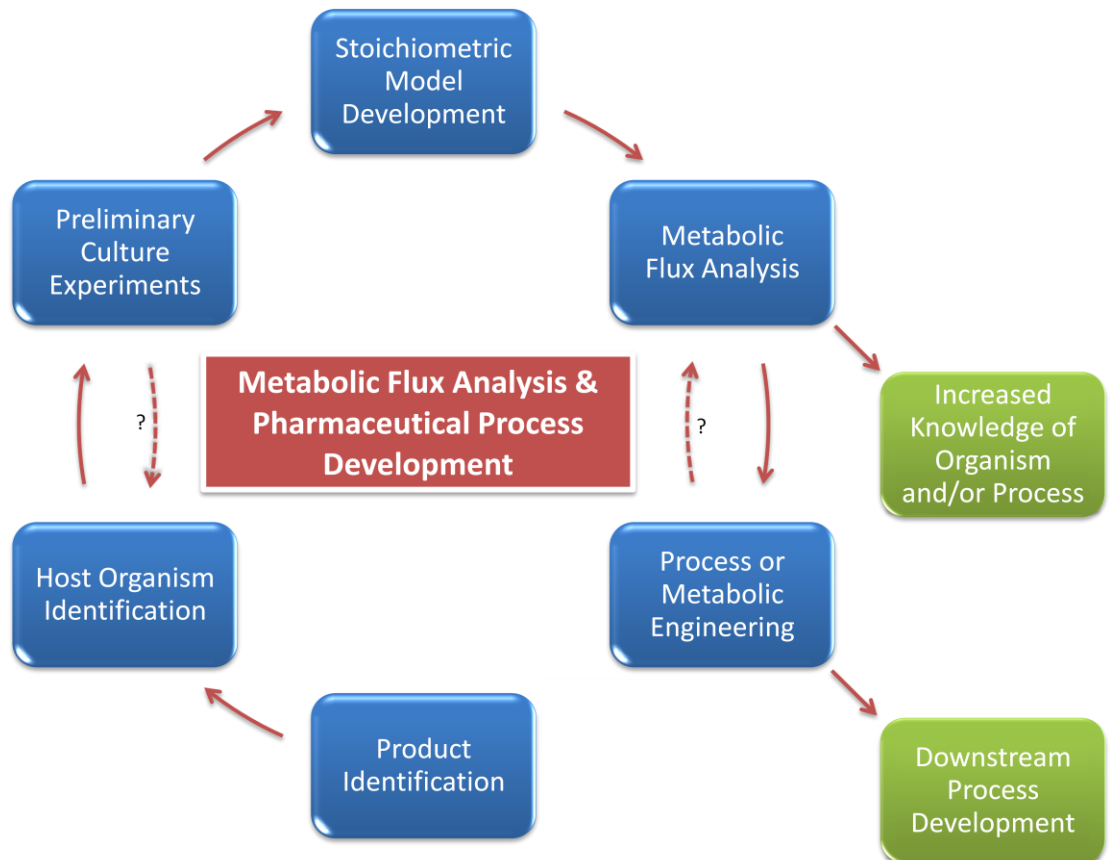 Stoichiometric
Model
Development
Preliminary
Culture
Experiments
Metabolic
Flux Analysis
Metabolic Flux Analysis &
Pharmaceutical Process
Development
?
?
Increased
Knowledge of
Organism
and/or Process
Host Organism
Identification
Process or
Metabolic
Engineering
Product
Identification
Downstream
Process
Development